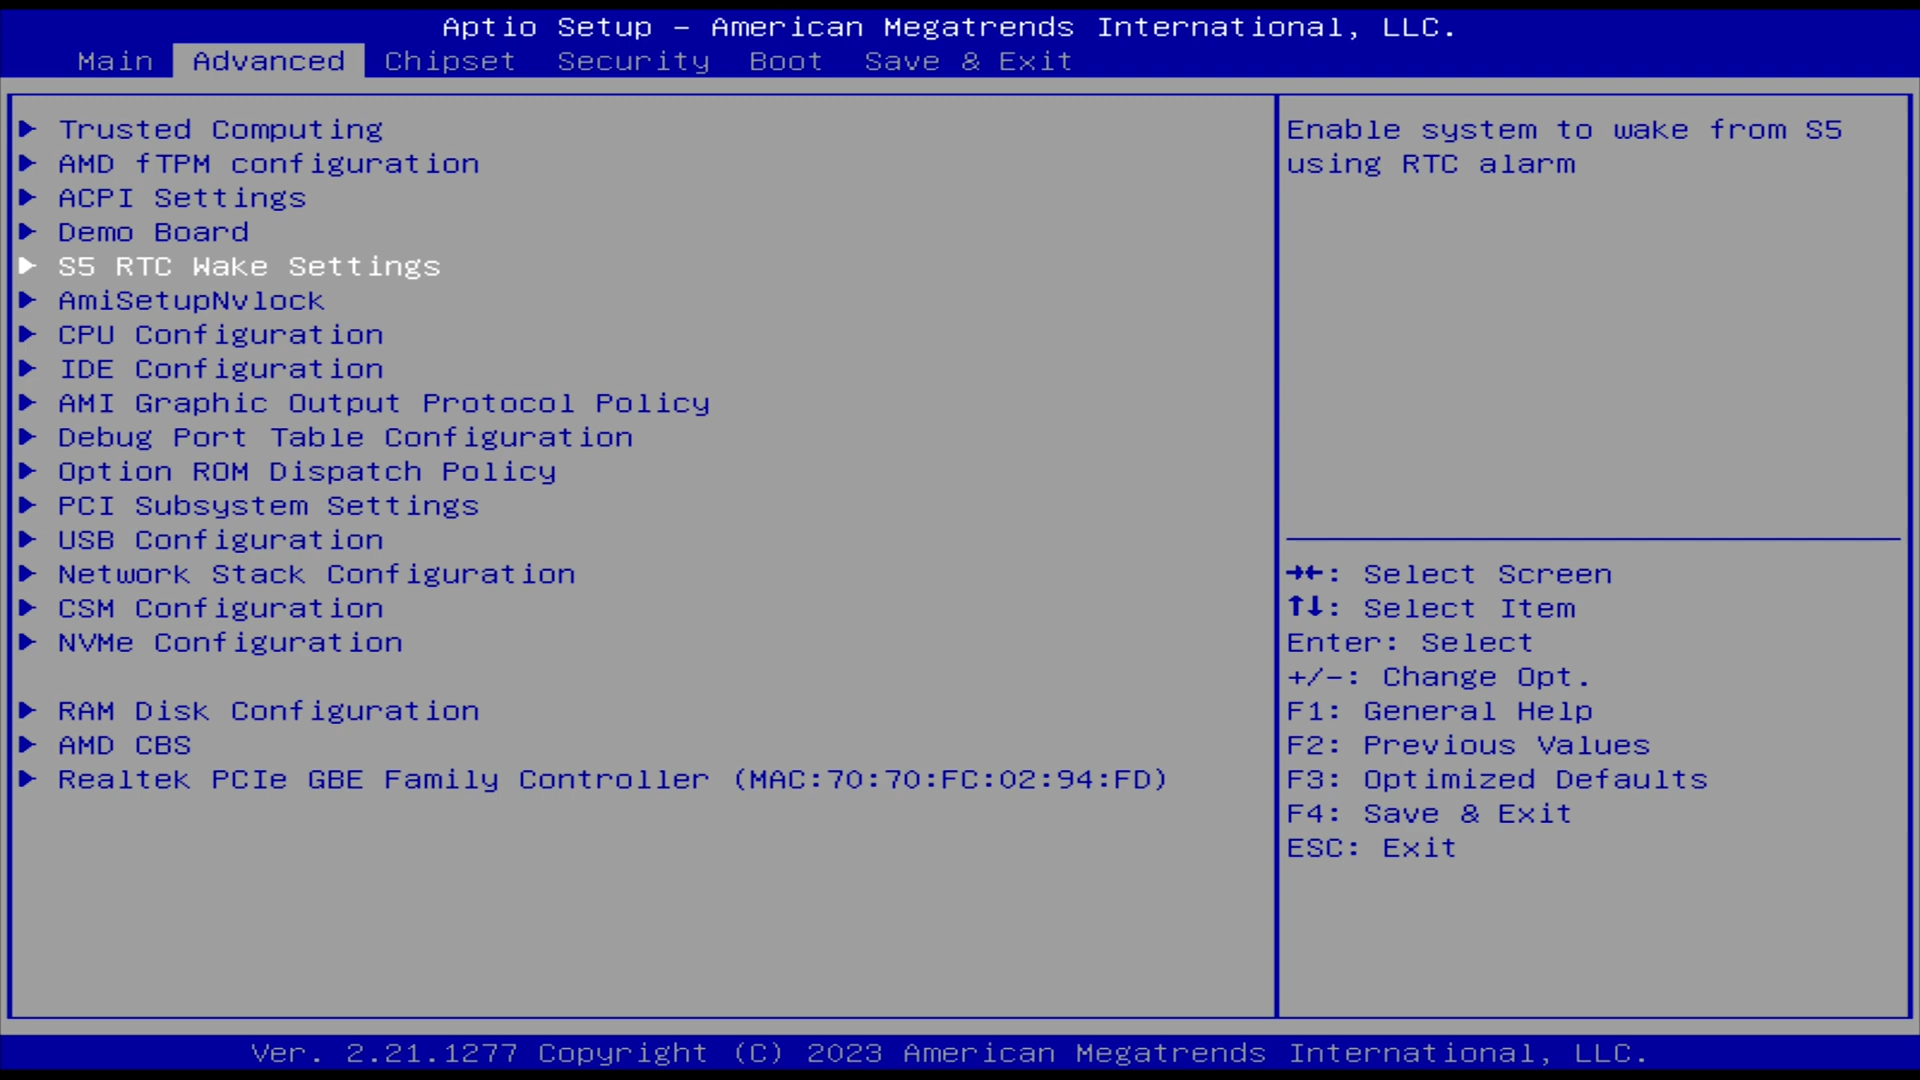 Aptio Setup - American Megatrends International, LLC.
Main Advanced Chipset Security Boot Save & Exit
Trusted Computing
AMD fTPM configuration
ACPI Settings
Demo Board
S5 RTC Wake Settings
AmiSetupNvlock
CPU Configuration
IDE Configuration
AMI Graphic Output Protocol Policy
Debug Port Table Configuration
Option ROM Dispatch Policy
PCI Subsystem Settings
USB Configuration
Network Stack Configuration
CSM Configuration
NVMe Configuration
RAM Disk Configuration
AMD CBS
Realtek PCIe GBE Family Controller (MAC:70:70:FC:02:94:FD)
Enable system to wake from S5
using RTC alarm
→←: Select Screen
↑↓: Select Item
Enter: Select
+/-: Change Opt.
F1: General Help
F2: Previous Values
F3: Optimized Defaults
F4: Save & Exit
ESC: Exit
Ver. 2.21.1277 Copyright (C) 2023 American Megatrends International, LLC.